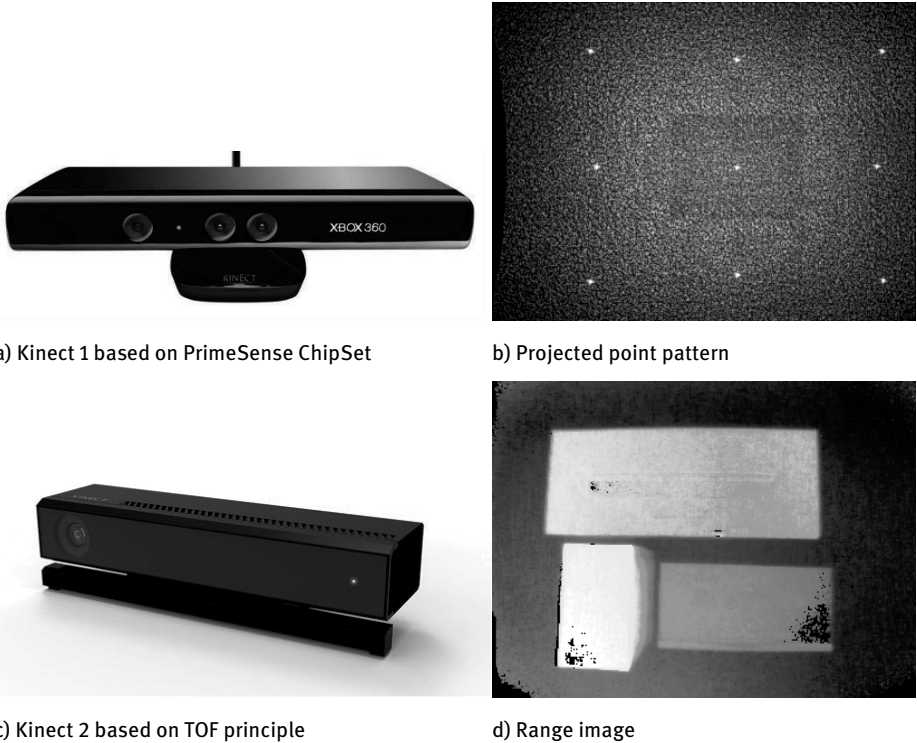 XBOX 360
KINECT
a) Kinect 1 based on PrimeSense ChipSet
b) Projected point pattern
KINECT
c) Kinect 2 based on TOF principle
d) Range image